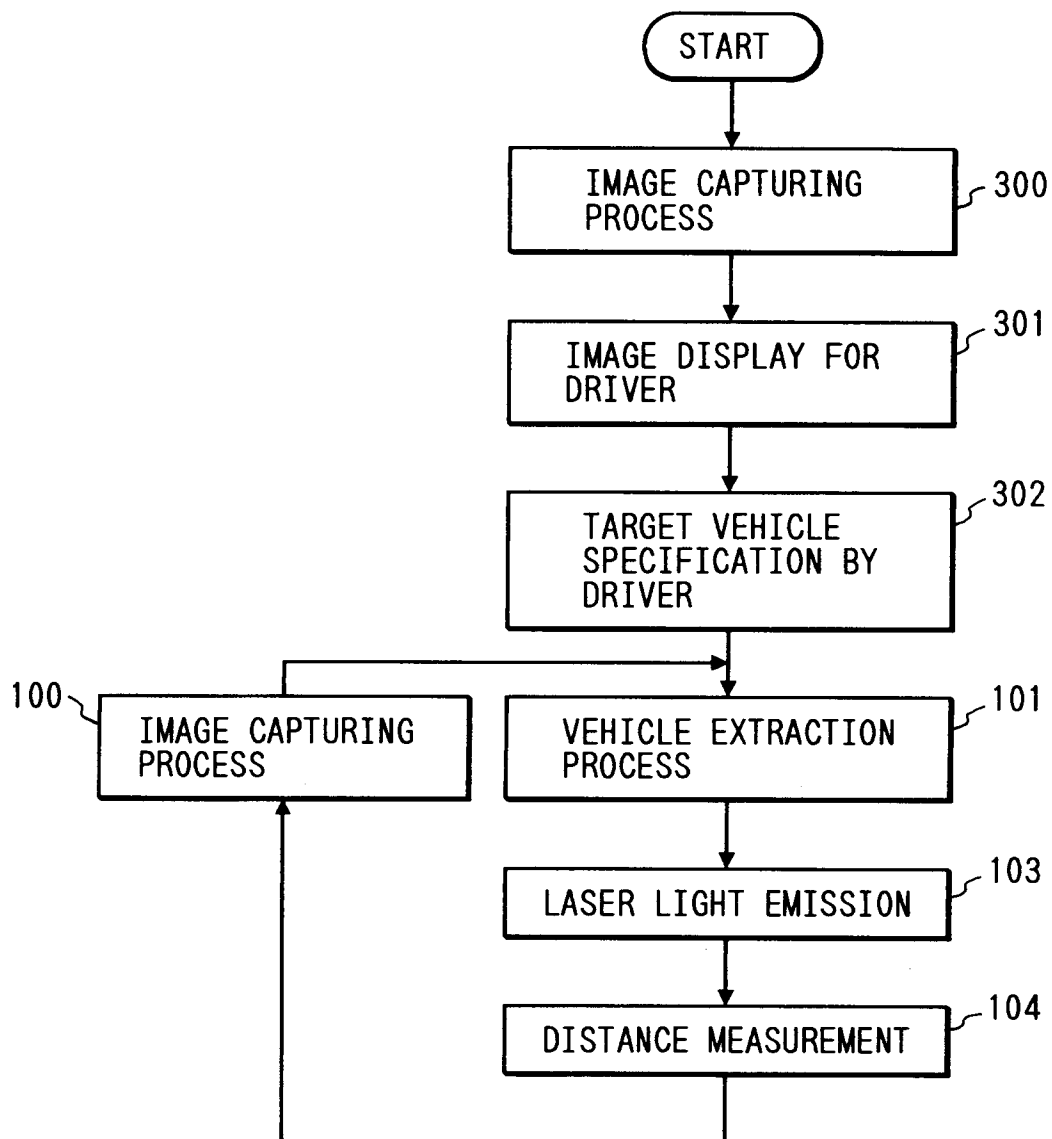 START
IMAGE CAPTURING
PROCESS
300
IMAGE DISPLAY FOR
DRIVER
301
TARGET VEHICLE
SPECIFICATION BY
DRIVER
302
100
IMAGE CAPTURING
PROCESS
VEHICLE EXTRACTION
PROCESS
101
LASER LIGHT EMISSION
103
DISTANCE MEASUREMENT
104